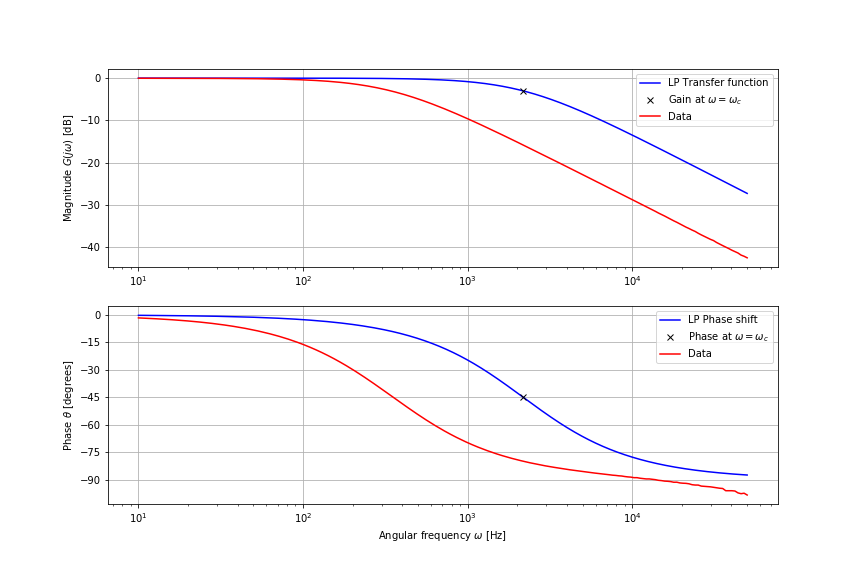 0
−10
−20
−30
−40
Magnitude G(jω) [dB]
LP Transfer function
Gain at ω = ω_c
Data
10¹
10²
10³
10⁴
0
−15
−30
−45
−60
−75
−90
Phase θ [degrees]
LP Phase shift
Phase at ω = ω_c
Data
10¹
10²
10³
10⁴
Angular frequency ω [Hz]